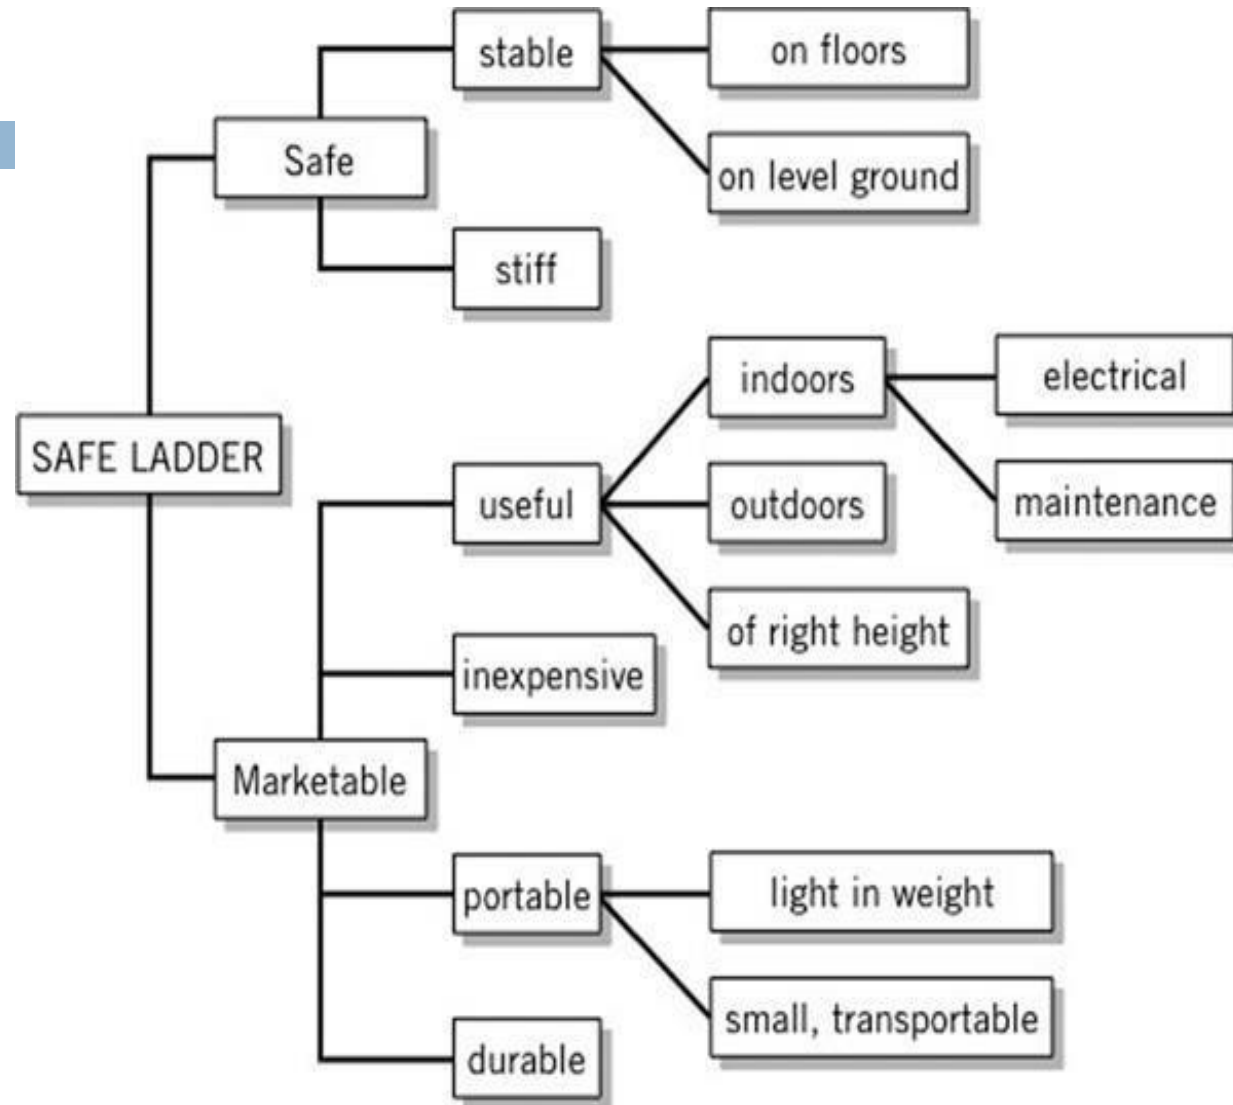 stable
on floors
Safe
on level ground
stiff
indoors
electrical
SAFE LADDER
useful
outdoors
maintenance
of right height
inexpensive
Marketable
portable
light in weight
small, transportable
durable